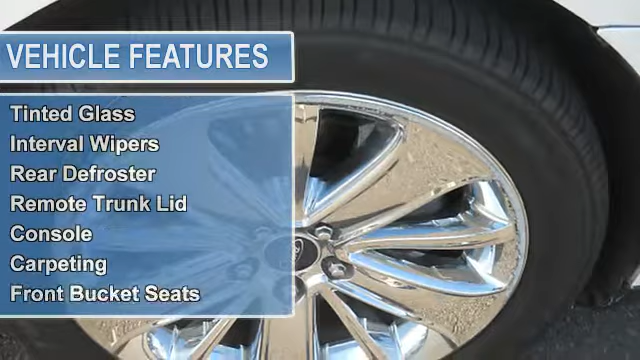 VEHICLE FEATURES
Tinted Glass
Interval Wipers
Rear Defroster
Remote Trunk Lid
Console
Carpeting
Front Bucket Seats